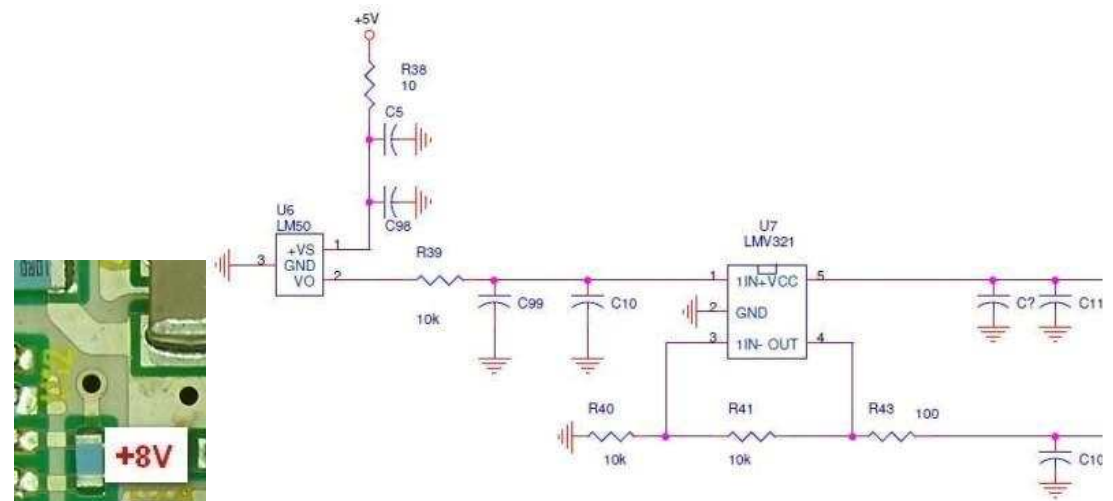 +5V
R38
10
C5
C98
U6
LM50
+VS
GND
VO
1
3
2
R39
10k
C99
C10
U7
LMV321
1IN+VCC
GND
1IN- OUT
1
2
3
5
4
C?
C11
R40
10k
R41
10k
R43
100
C10
+8V